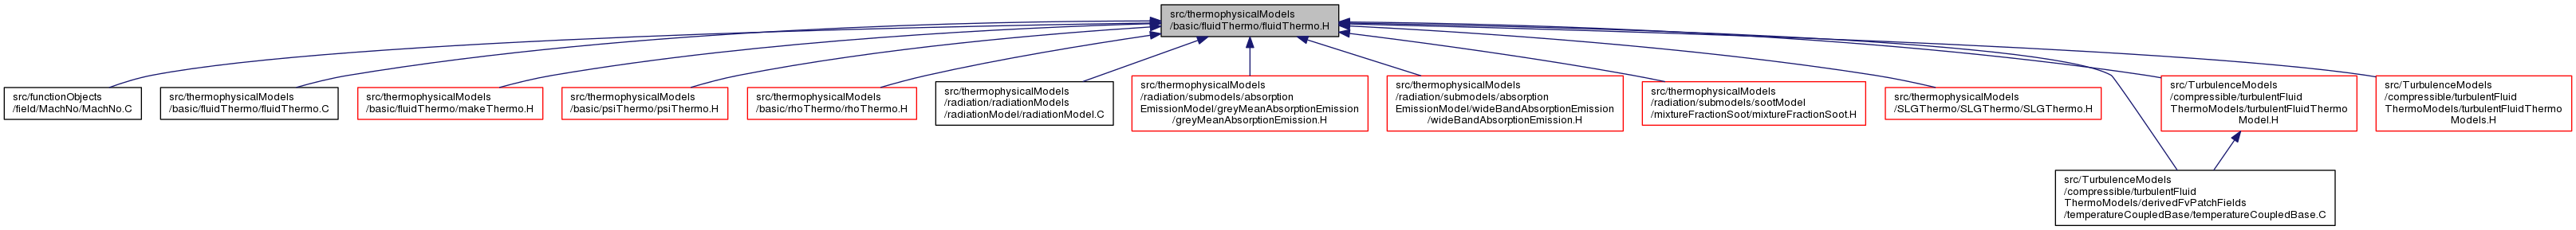 src/thermophysicalModels
/basic/fluidThermo/fluidThermo.H
src/functionObjects
/field/MachNo/MachNo.C
src/thermophysicalModels
/basic/fluidThermo/fluidThermo.C
src/thermophysicalModels
/basic/fluidThermo/makeThermo.H
src/thermophysicalModels
/basic/psiThermo/psiThermo.H
src/thermophysicalModels
/basic/rhoThermo/rhoThermo.H
src/thermophysicalModels
/radiation/radiationModels
/radiationModel/radiationModel.C
src/thermophysicalModels
/radiation/submodels/absorption
EmissionModel/greyMeanAbsorptionEmission
/greyMeanAbsorptionEmission.H
src/thermophysicalModels
/radiation/submodels/absorption
EmissionModel/wideBandAbsorptionEmission
/wideBandAbsorptionEmission.H
src/thermophysicalModels
/radiation/submodels/sootModel
/mixtureFractionSoot/mixtureFractionSoot.H
src/thermophysicalModels
/SLGThermo/SLGThermo/SLGThermo.H
src/TurbulenceModels
/compressible/turbulentFluid
ThermoModels/turbulentFluidThermo
Model.H
src/TurbulenceModels
/compressible/turbulentFluid
ThermoModels/turbulentFluidThermo
Models.H
src/TurbulenceModels
/compressible/turbulentFluid
ThermoModels/derivedFvPatchFields
/temperatureCoupledBase/temperatureCoupledBase.C